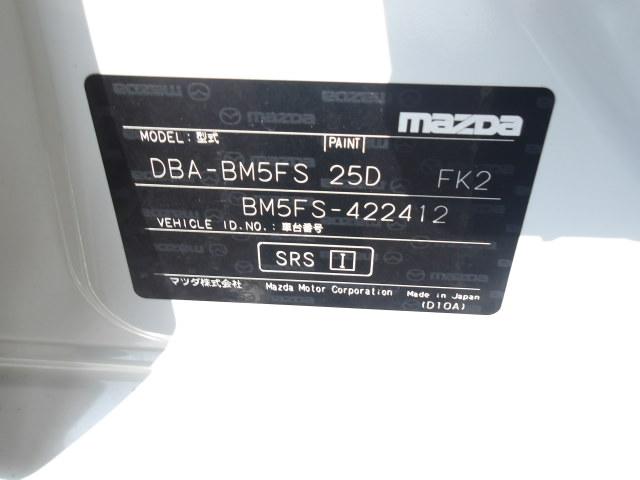 mazda
MODEL:型式 PAINT
DBA-BM5FS 25D FK2
BM5FS-422412
VEHICLE ID.NO.:車台番号
SRS I
マツダ株式会社 Mazda Motor Corporation Made in Japan
(D10A)